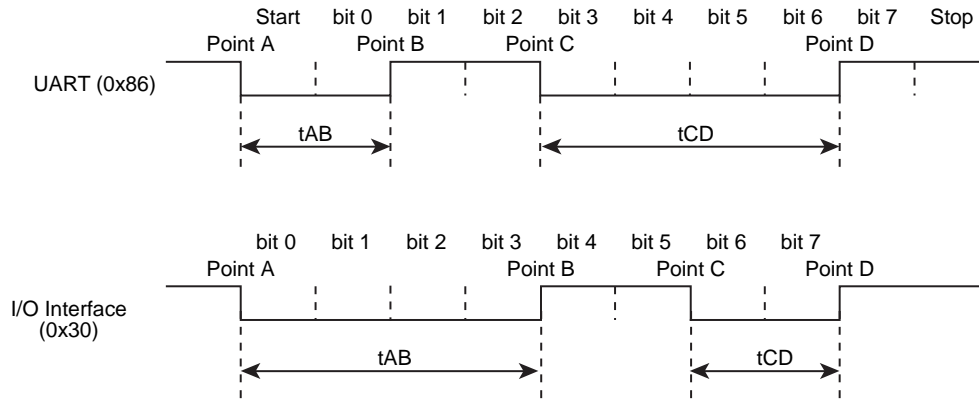 Start bit 0 bit 1 bit 2 bit 3 bit 4 bit 5 bit 6 bit 7 Stop
Point A Point B Point C Point D
UART (0x86)
tAB tCD
bit 0 bit 1 bit 2 bit 3 bit 4 bit 5 bit 6 bit 7
Point A Point B Point C Point D
I/O Interface
(0x30)
tAB tCD